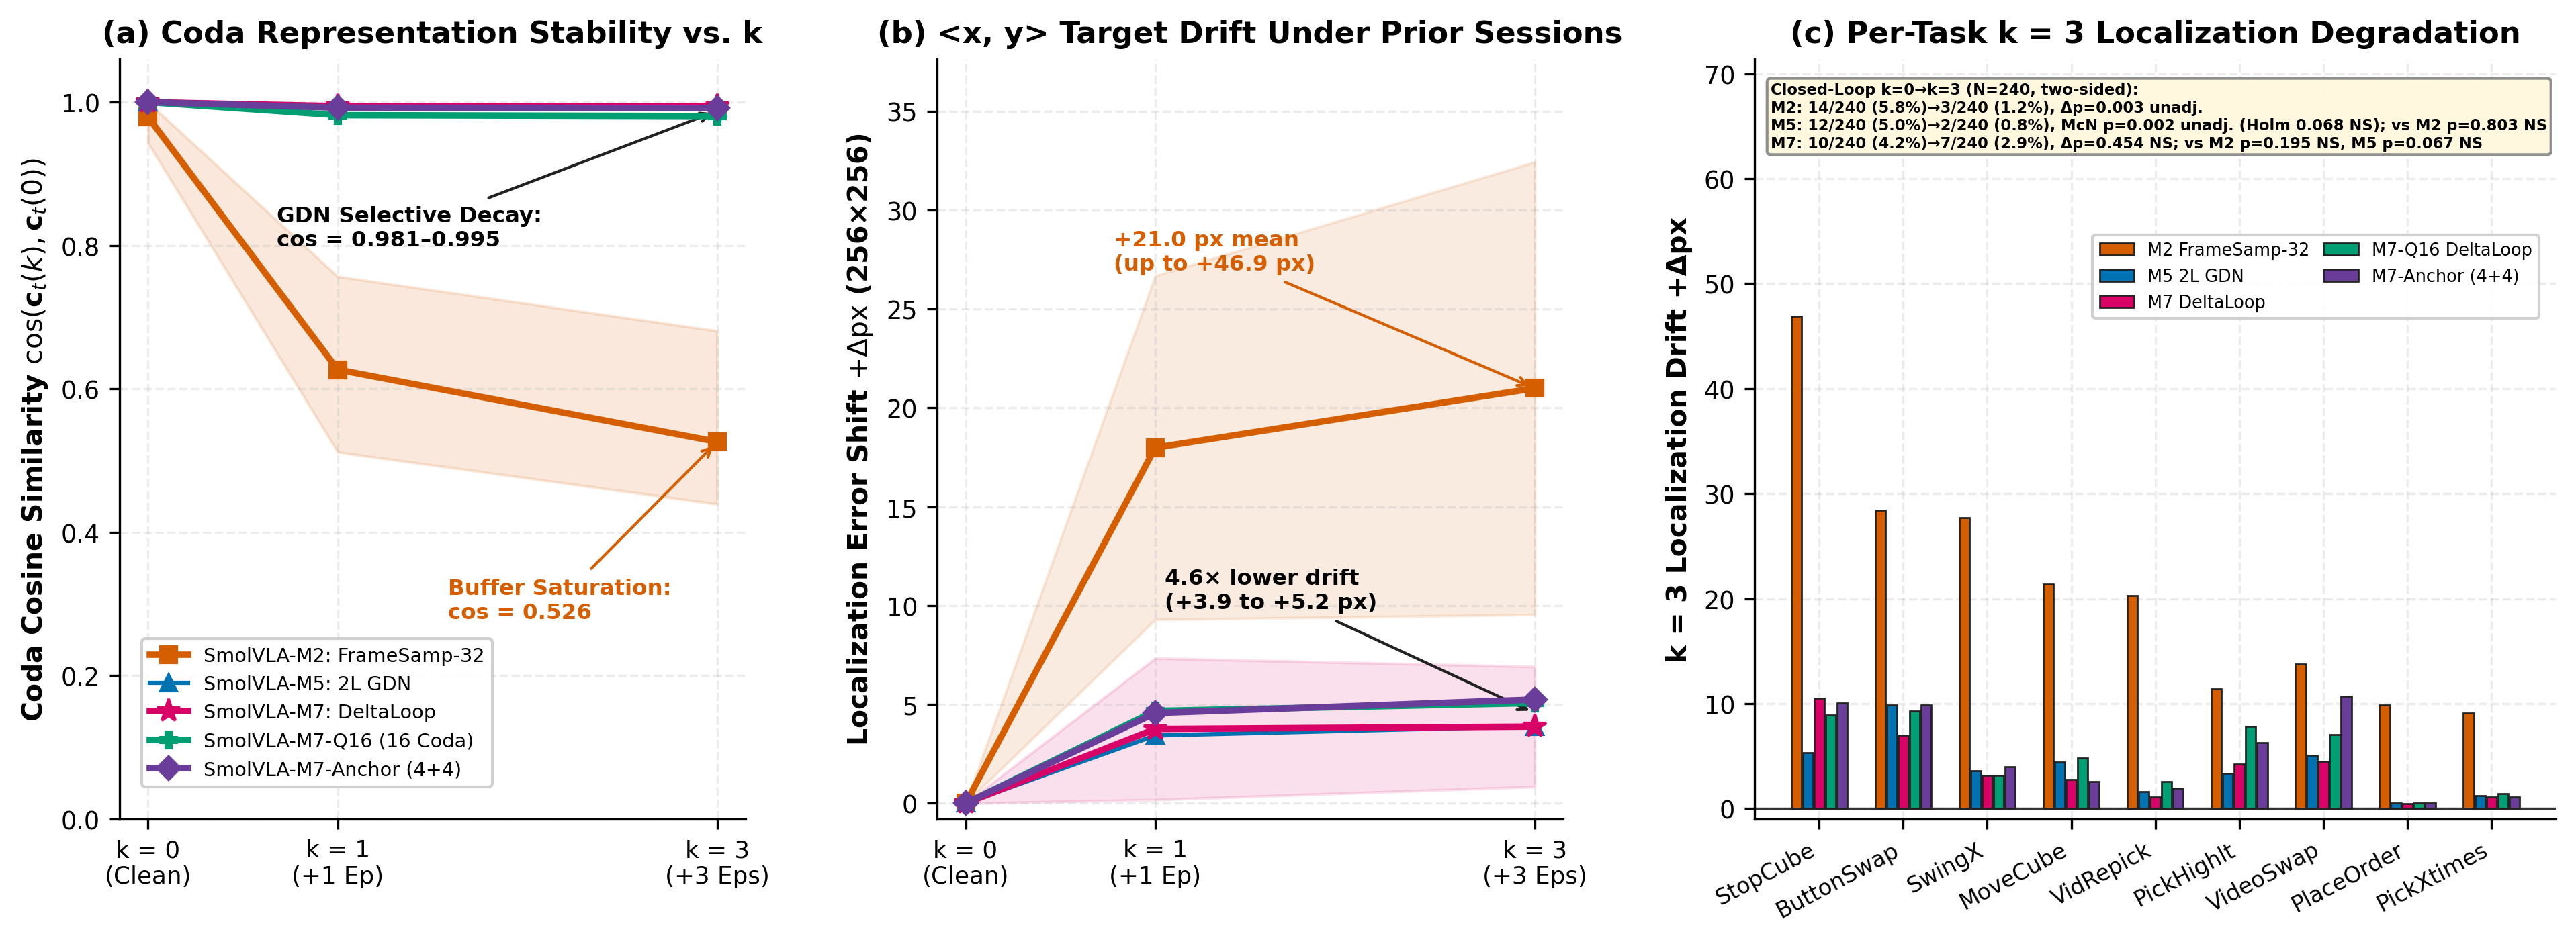 (a) Coda Representation Stability vs. k
Coda Cosine Similarity cos(c_t(k), c_t(0))
1.0
0.8
0.6
0.4
0.2
0.0
GDN Selective Decay:
cos = 0.981–0.995
Buffer Saturation:
cos = 0.526
SmolVLA-M2: FrameSamp-32
SmolVLA-M5: 2L GDN
SmolVLA-M7: DeltaLoop
SmolVLA-M7-Q16 (16 Coda)
SmolVLA-M7-Anchor (4+4)
k = 0
(Clean)
k = 1
(+1 Ep)
k = 3
(+3 Eps)
(b) <x, y> Target Drift Under Prior Sessions
Localization Error Shift +Δpx (256×256)
35
30
25
20
15
10
5
0
+21.0 px mean
(up to +46.9 px)
4.6× lower drift
(+3.9 to +5.2 px)
k = 0
(Clean)
k = 1
(+1 Ep)
k = 3
(+3 Eps)
(c) Per-Task k = 3 Localization Degradation
k = 3 Localization Drift +Δpx
70
60
50
40
30
20
10
0
Closed-Loop k=0→k=3 (N=240, two-sided):
M2: 14/240 (5.8%)→3/240 (1.2%), Δp=0.003 unadj.
M5: 12/240 (5.0%)→2/240 (0.8%), McN p=0.002 unadj. (Holm 0.068 NS); vs M2 p=0.803 NS
M7: 10/240 (4.2%)→7/240 (2.9%), Δp=0.454 NS; vs M2 p=0.195 NS, M5 p=0.067 NS
M2 FrameSamp-32
M5 2L GDN
M7 DeltaLoop
M7-Q16 DeltaLoop
M7-Anchor (4+4)
StopCube
ButtonSwap
SwingX
MoveCube
VidRepick
PickHighlt
VideoSwap
PlaceOrder
PickXtimes